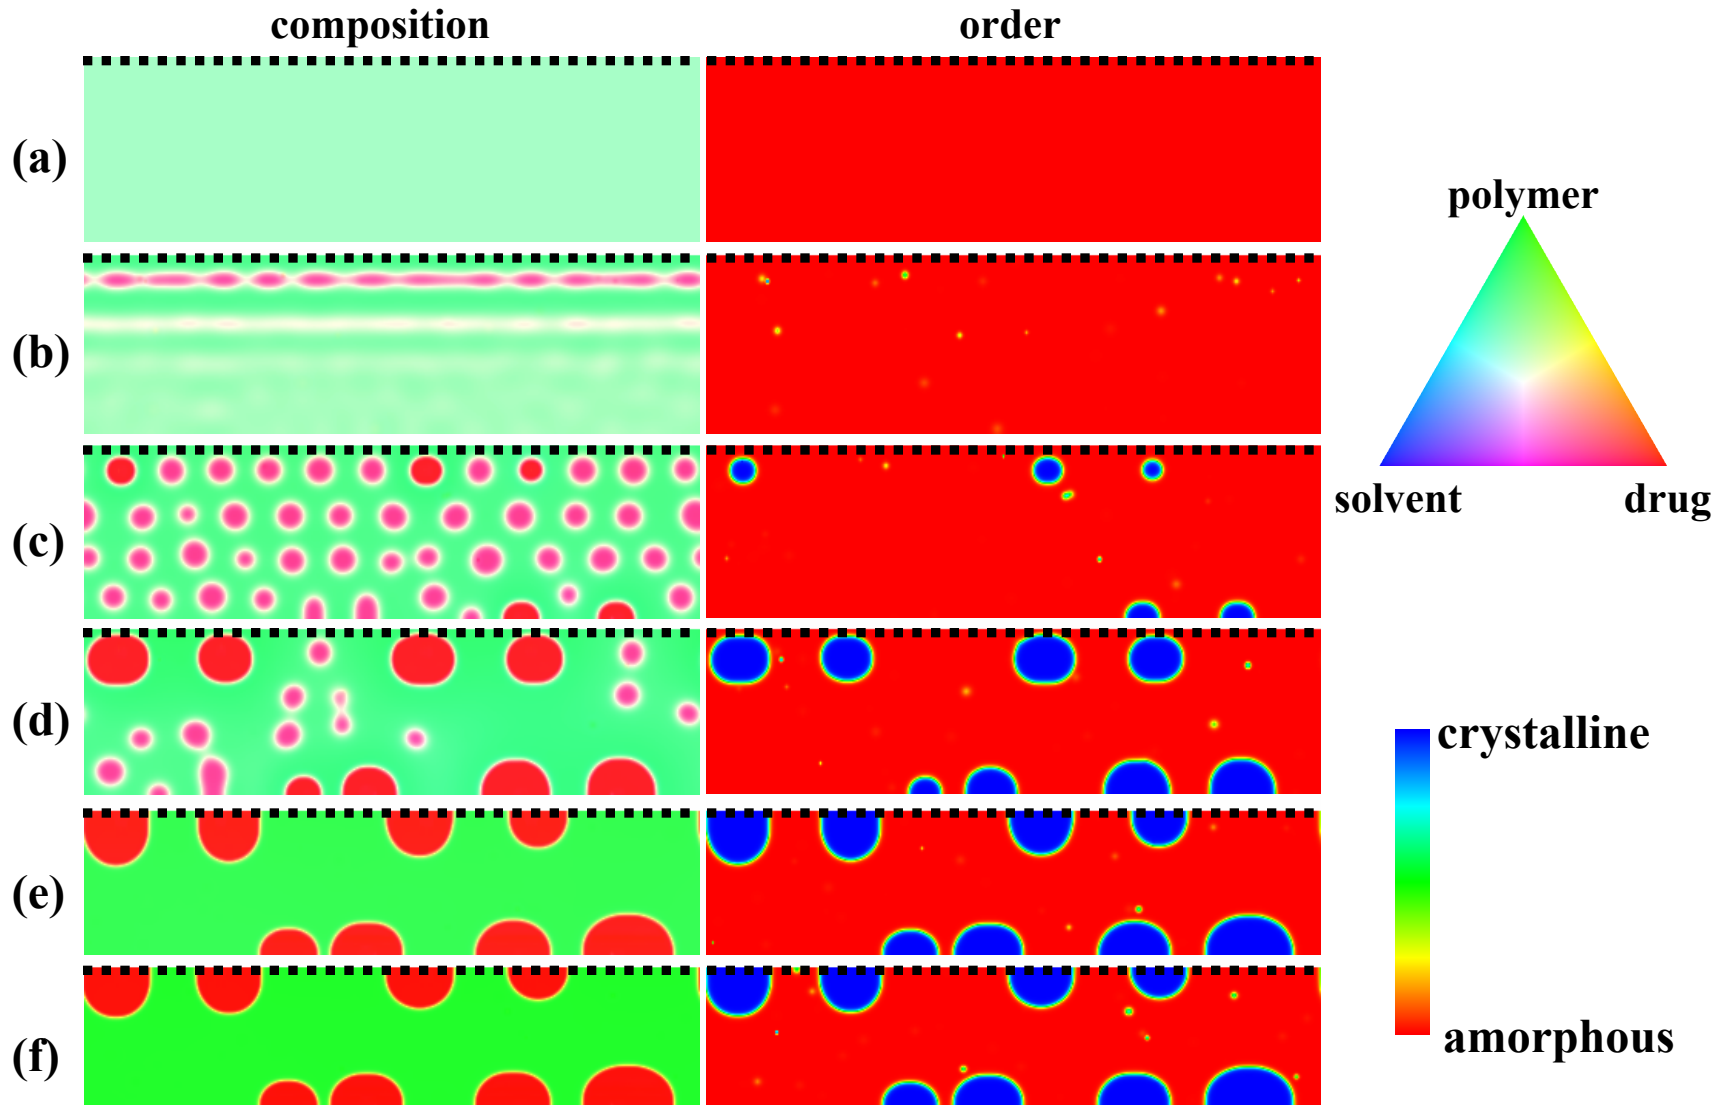 composition
order
(a)
(b)
(c)
(d)
(e)
(f)
polymer
solvent
drug
crystalline
amorphous